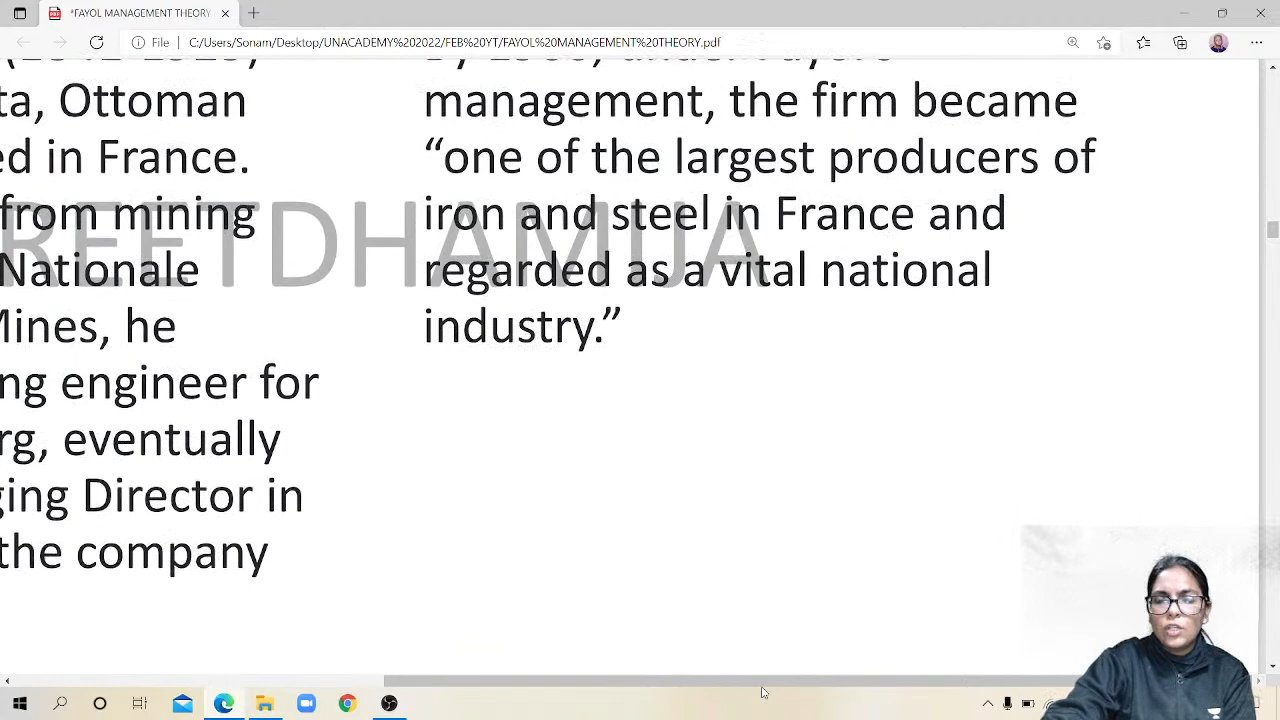 *FAYOL MANAGEMENT THEORY
File
C:/Users/Sonam/Desktop/UNACADEMY%202022/FEB%20YT/FAYOL%20MANAGEMENT%20THEORY.pdf
ta, Ottoman
ed in France.
from mining
Nationale
Mines, he
ng engineer for
rg, eventually
ging Director in
the company
management, the firm became
“one of the largest producers of
iron and steel in France and
regarded as a vital national
industry.”
REETDHAMIJA